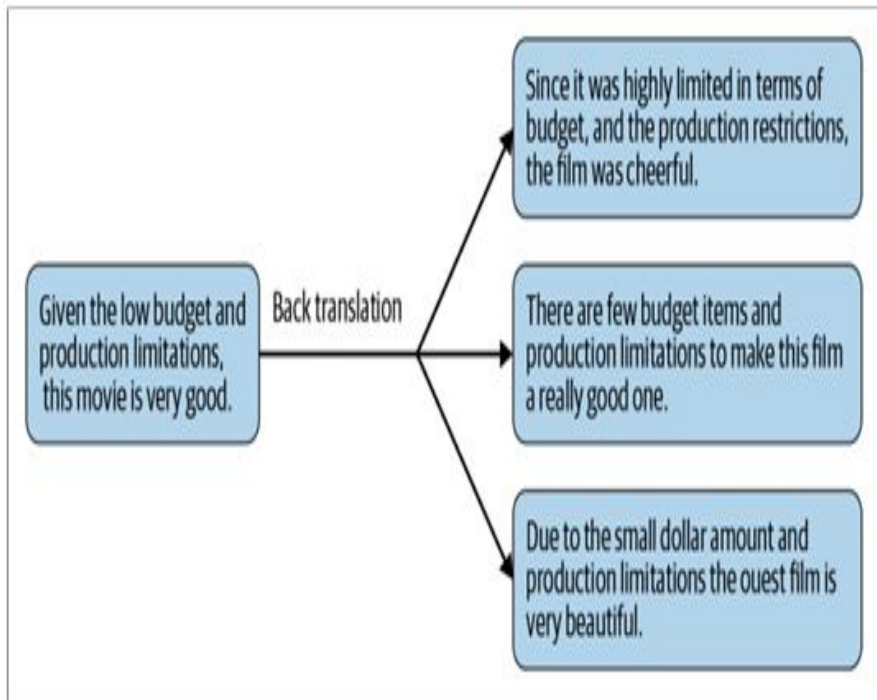 Given the low budget and
production limitations,
this movie is very good.
Back translation
Since it was highly limited in terms of
budget, and the production restrictions,
the film was cheerful.
There are few budget items and
production limitations to make this film
a really good one.
Due to the small dollar amount and
production limitations the ouest film is
very beautiful.